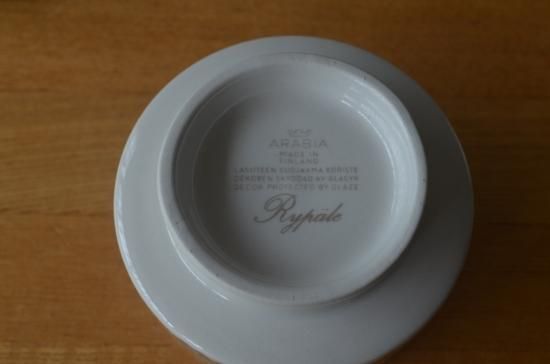 ARABIA
MADE IN
FINLAND
LASITTEEN SUOJAAMA KORISTE
DEKOREN SKYDDAD AV GLASYR
DECOR PROTECTED BY GLAZE
Rypäle